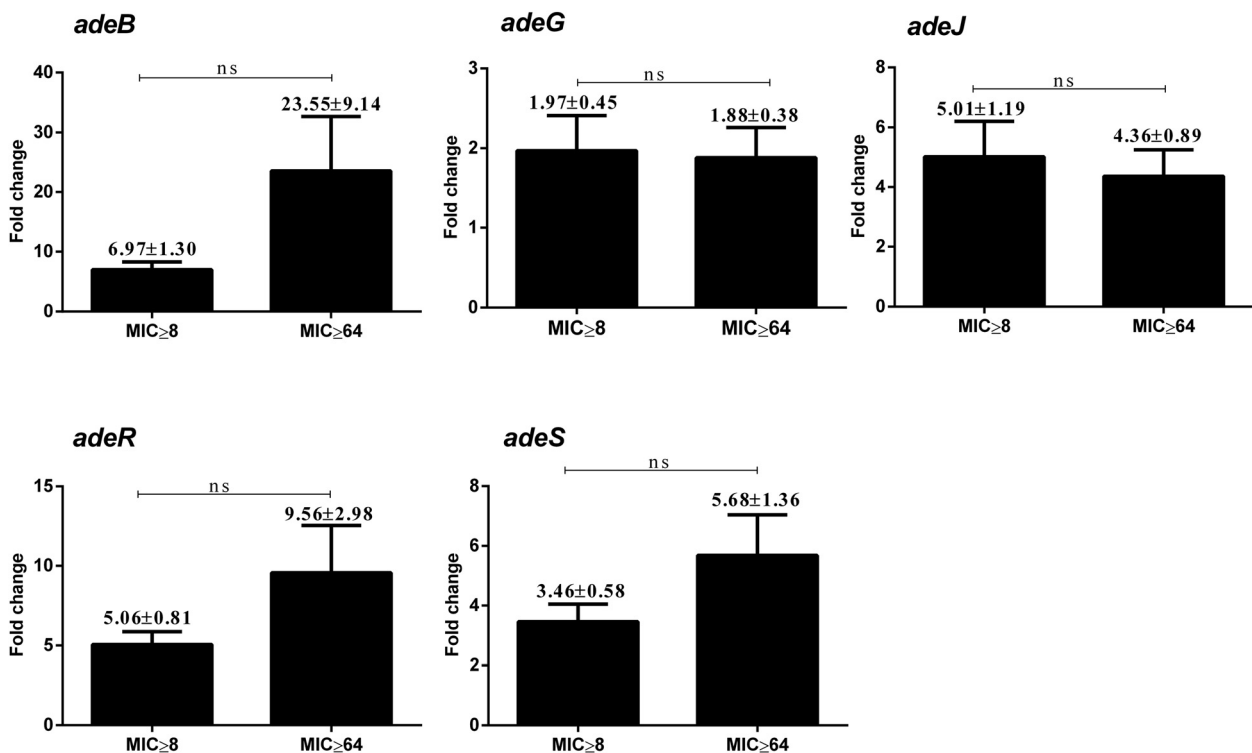 adeB
ns
40
30
20
10
0
Fold change
6.97±1.30
23.55±9.14
MIC≥8
MIC≥64
adeG
ns
3
2
1
0
Fold change
1.97±0.45
1.88±0.38
MIC≥8
MIC≥64
adeJ
ns
8
6
4
2
0
Fold change
5.01±1.19
4.36±0.89
MIC≥8
MIC≥64
adeR
ns
15
10
5
0
Fold change
5.06±0.81
9.56±2.98
MIC≥8
MIC≥64
adeS
ns
8
6
4
2
0
Fold change
3.46±0.58
5.68±1.36
MIC≥8
MIC≥64